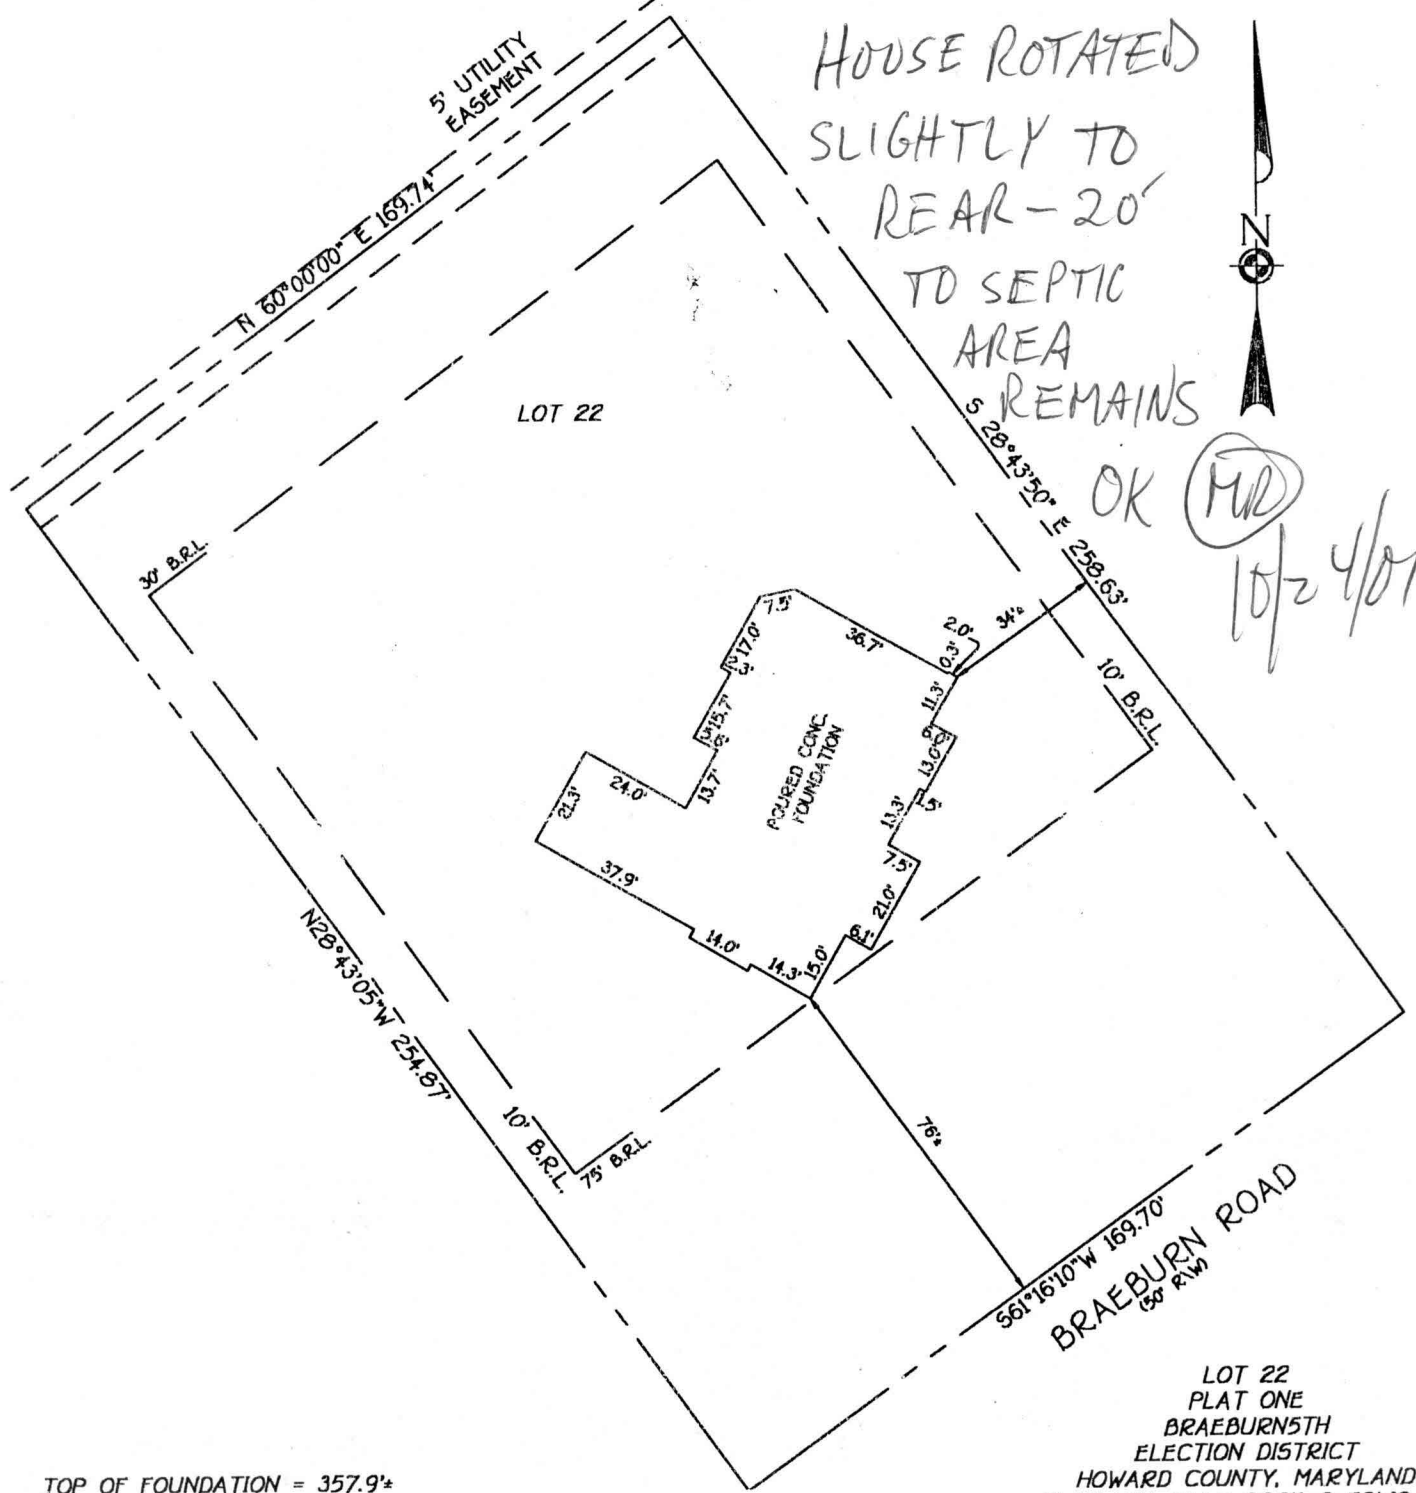 HOUSE ROTATED
SLIGHTLY TO
REAR - 20'
TO SEPTIC
AREA
REMAINS
OK MR
N
5' UTILITY
EASEMENT
N 60°00'00" E 169.74'
LOT 22
S 28°43'50" E 258.63'
30' B.R.L.
7.5'
36.7'
2.0'
0.3'
34'±
17.0'
11.3'
10' B.R.L.
15.7'
13.0'
POURED CONC.
FOUNDATION
24.0'
13.7'
21.3'
13.3'
1.5'
7.5'
37.9'
21.0'
6.1'
14.0'
14.3'
15.0'
N28°43'05"W 254.87'
10' B.R.L.
75' B.R.L.
76'±
S61°16'10"W 169.70'
BRAEBURN ROAD
(50' R\W)
LOT 22
PLAT ONE
BRAEBURN5TH
ELECTION DISTRICT
HOWARD COUNTY, MARYLAND
TOP OF FOUNDATION = 357.9'±